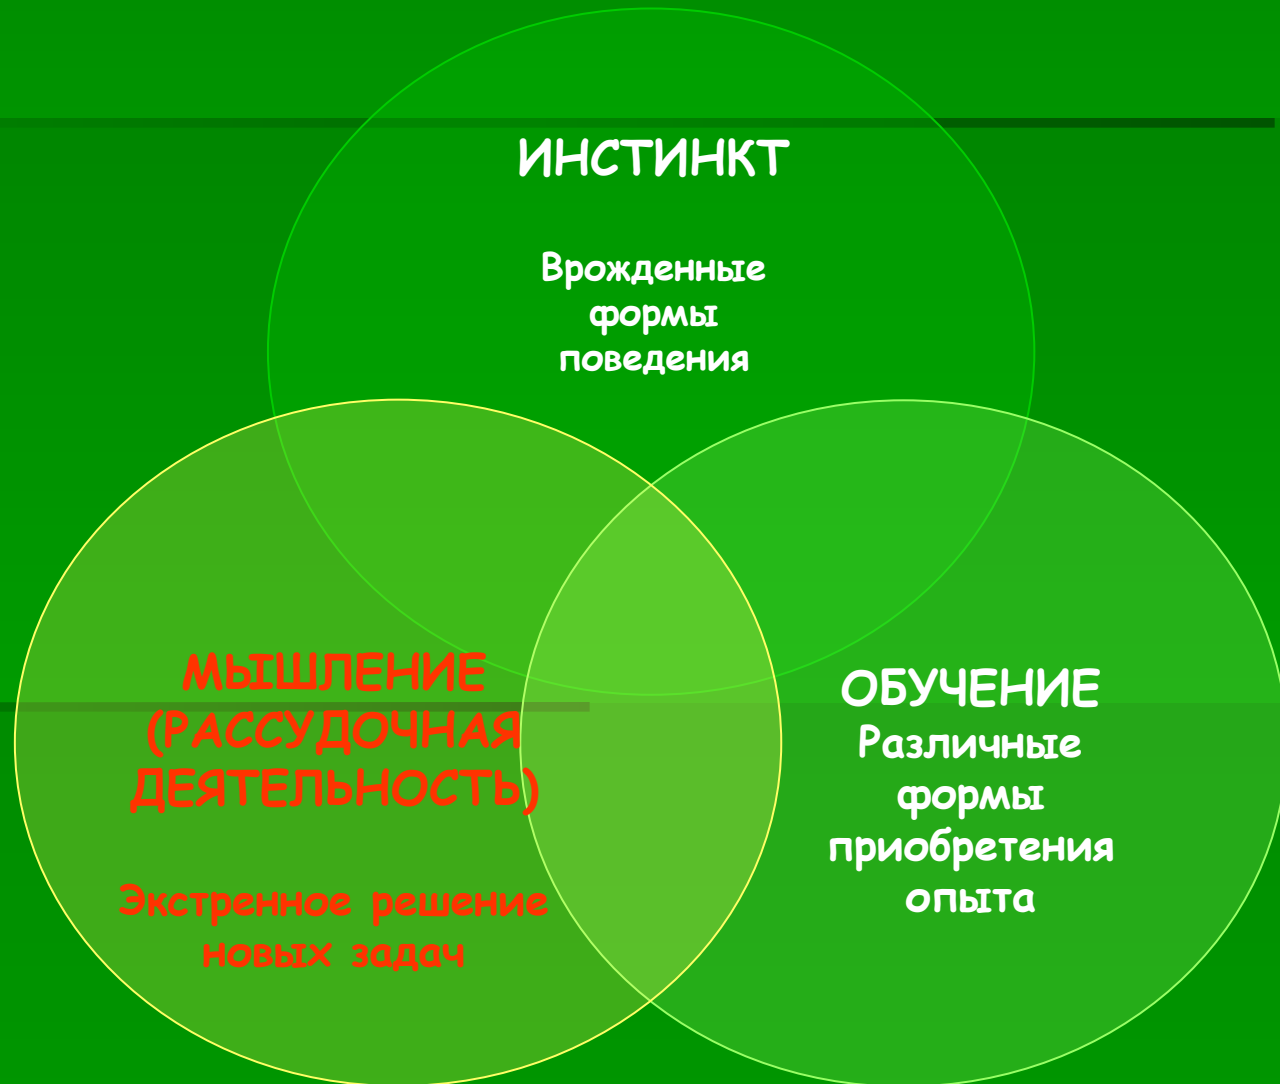 ИНСТИНКТ
Врожденные
формы
поведения
МЫШЛЕНИЕ
(РАССУДОЧНАЯ
ДЕЯТЕЛЬНОСТЬ)
Экстренное решение
новых задач
ОБУЧЕНИЕ
Различные
формы
приобретения
опыта